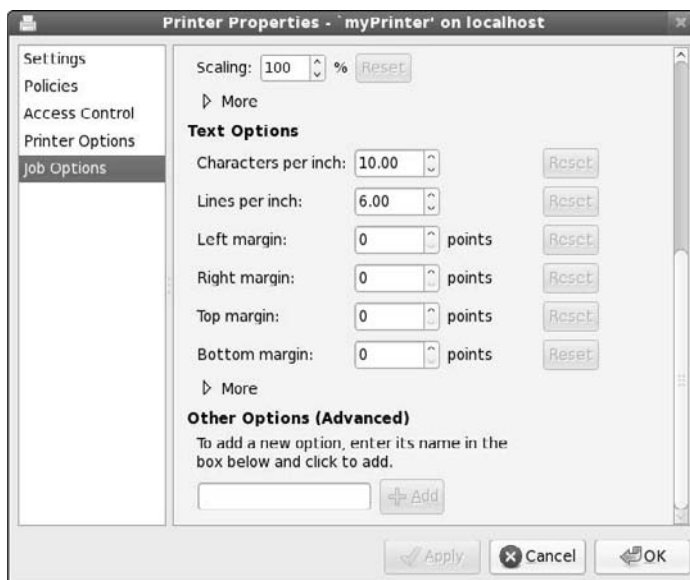 Printer Properties - `myPrinter' on localhost
Settings
Policies
Access Control
Printer Options
Job Options
Scaling: 100 % Reset
More
Text Options
Characters per inch: 10.00 Reset
Lines per inch: 6.00 Reset
Left margin: 0 points Reset
Right margin: 0 points Reset
Top margin: 0 points Reset
Bottom margin: 0 points Reset
More
Other Options (Advanced)
To add a new option, enter its name in the
box below and click to add.
Add
Apply Cancel OK